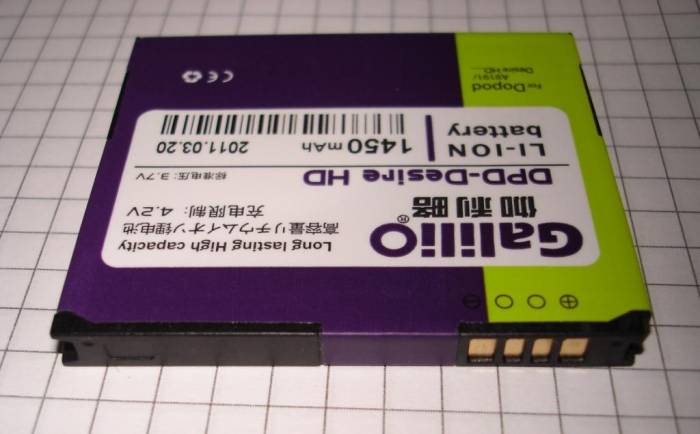 GaliliO®
伽利略
Long lasting High capacity
高容量リチウムイオン锂电池
充电限制: 4.2V
DPD-Desire HD
标准电压: 3.7V
LI-ION
battery
1450mAh
2011.03.20
For Dopod
A9191/
Desire HD...
CE